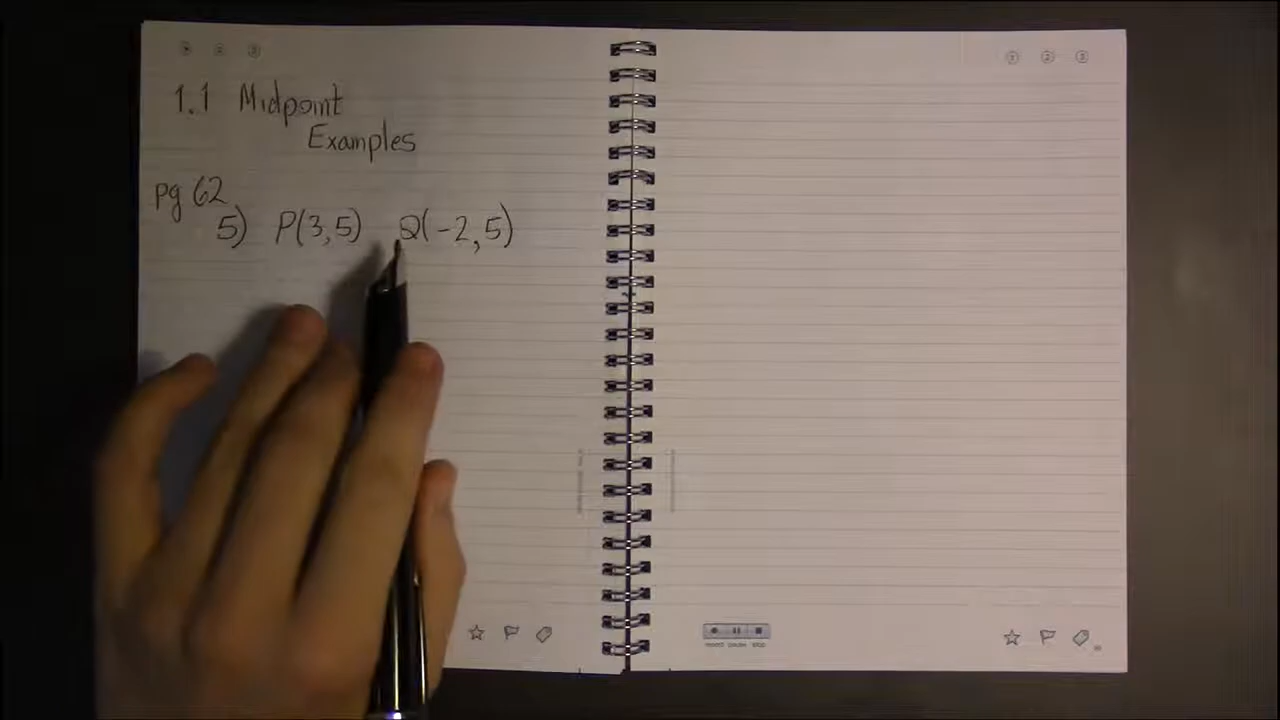 1.1 Midpoint
Examples
pg 62
5) P(3,5) Q(-2,5)